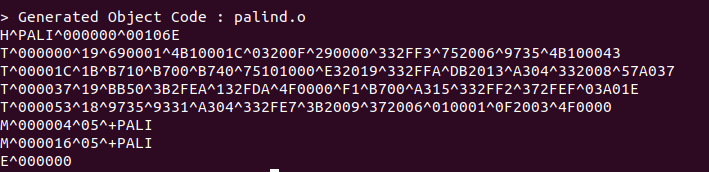 > Generated Object Code : palind.o
H^PALI^000000^00106E
T^000000^19^690001^4B10001C^03200F^290000^332FF3^752006^9735^4B100043
T^00001C^1B^B710^B700^B740^75101000^E32019^332FFA^DB2013^A304^332008^57A037
T^000037^19^BB50^3B2FEA^132FDA^4F0000^F1^B700^A315^332FF2^372FEF^03A01E
T^000053^18^9735^9331^A304^332FE7^3B2009^372006^010001^0F2003^4F0000
M^000004^05^+PALI
M^000016^05^+PALI
E^000000